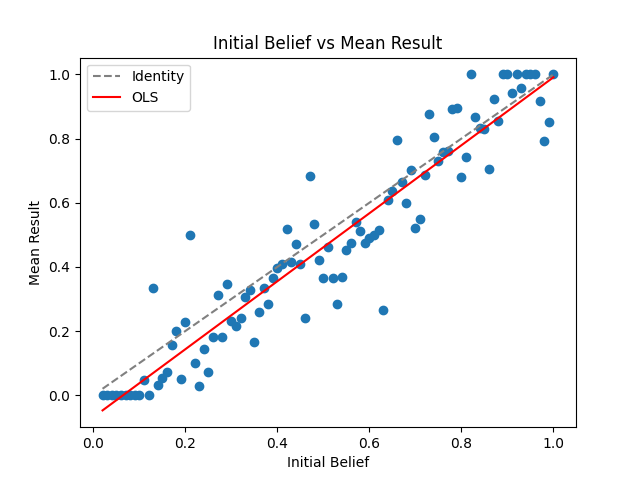 Initial Belief vs Mean Result
Identity
OLS
Mean Result
1.0
0.8
0.6
0.4
0.2
0.0
0.0 0.2 0.4 0.6 0.8 1.0
Initial Belief